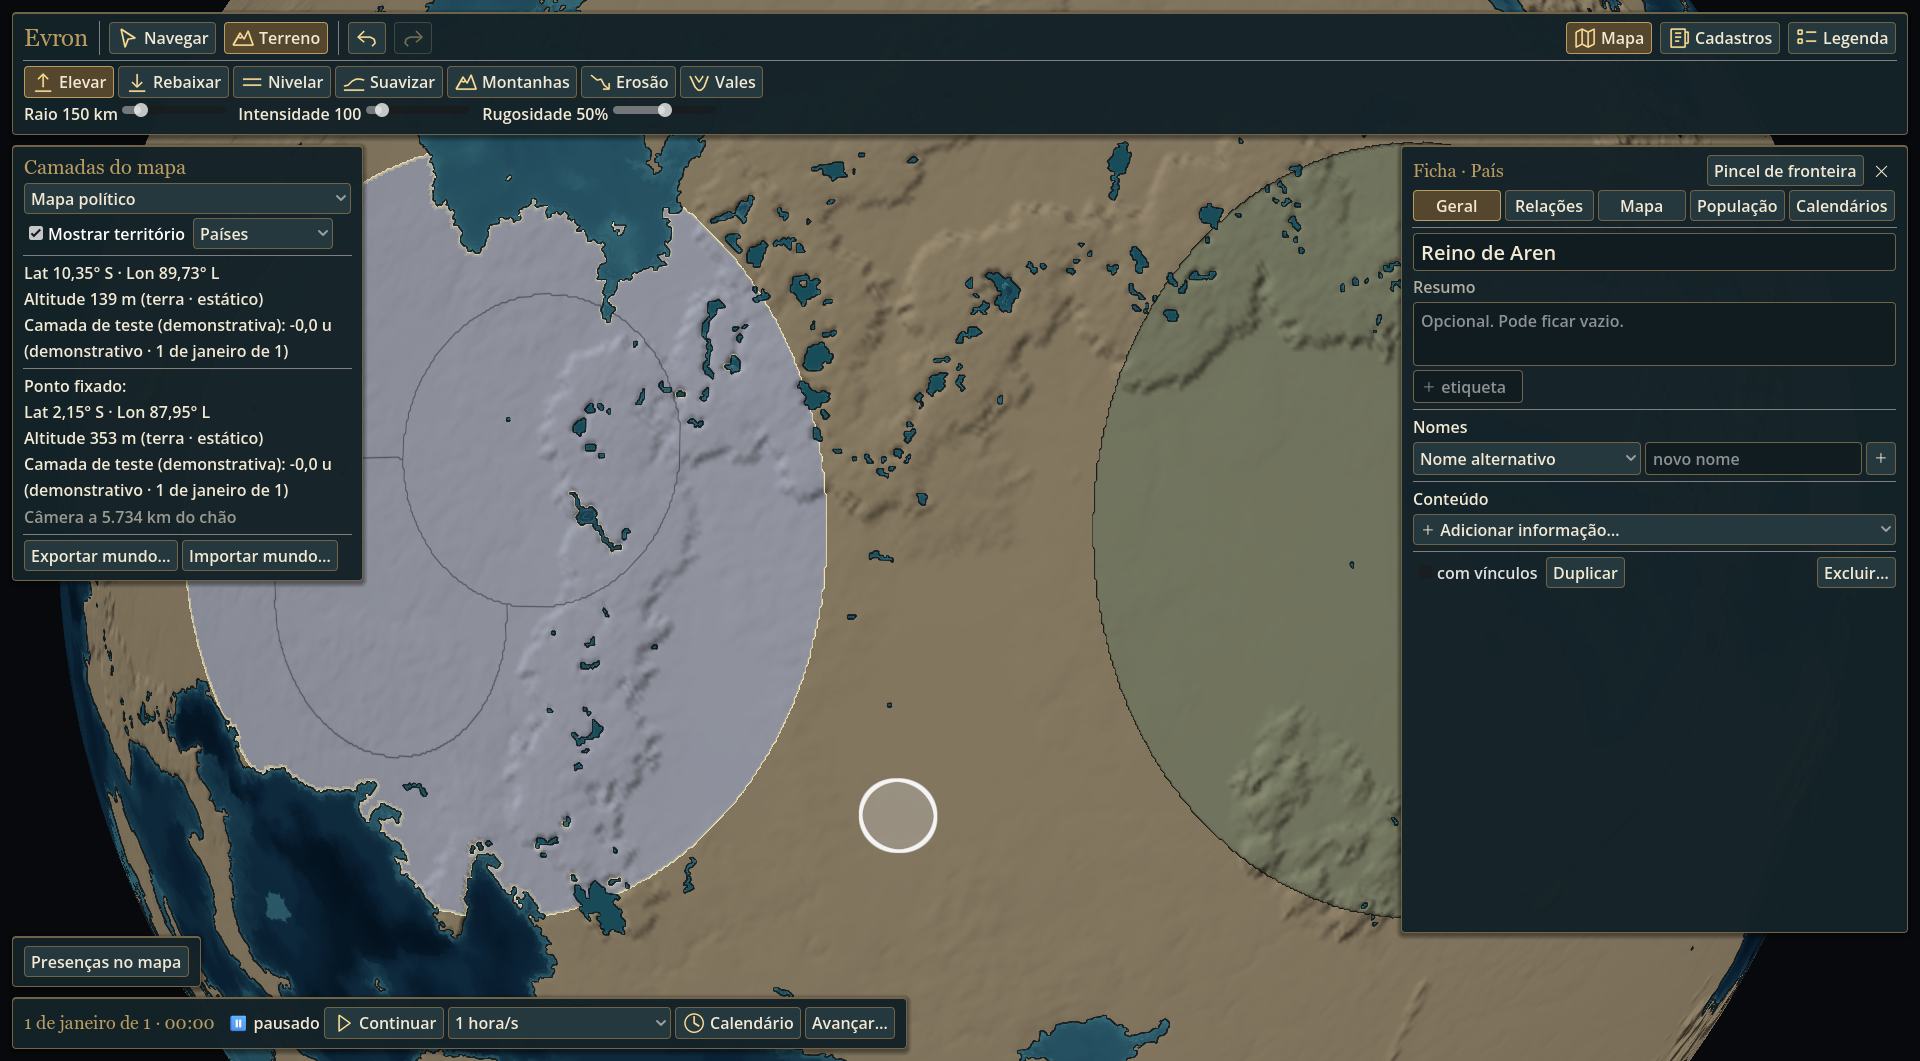 Evron
Navegar
Terreno
Mapa
Cadastros
Legenda
Elevar
Rebaixar
Nivelar
Suavizar
Montanhas
Erosão
Vales
Raio 150 km
Intensidade 100
Rugosidade 50%
Camadas do mapa
Mapa político
Mostrar território
Países
Lat 10,35° S · Lon 89,73° L
Altitude 139 m (terra · estático)
Camada de teste (demonstrativa): -0,0 u
(demonstrativo · 1 de janeiro de 1)
Ponto fixado:
Lat 2,15° S · Lon 87,95° L
Altitude 353 m (terra · estático)
Camada de teste (demonstrativa): -0,0 u
(demonstrativo · 1 de janeiro de 1)
Câmera a 5.734 km do chão
Exportar mundo...
Importar mundo...
Ficha · País
Pincel de fronteira
Geral
Relações
Mapa
População
Calendários
Reino de Aren
Resumo
Opcional. Pode ficar vazio.
+ etiqueta
Nomes
Nome alternativo
novo nome
+
Conteúdo
+ Adicionar informação...
com vínculos
Duplicar
Excluir...
Presenças no mapa
1 de janeiro de 1 · 00:00
pausado
Continuar
1 hora/s
Calendário
Avançar...